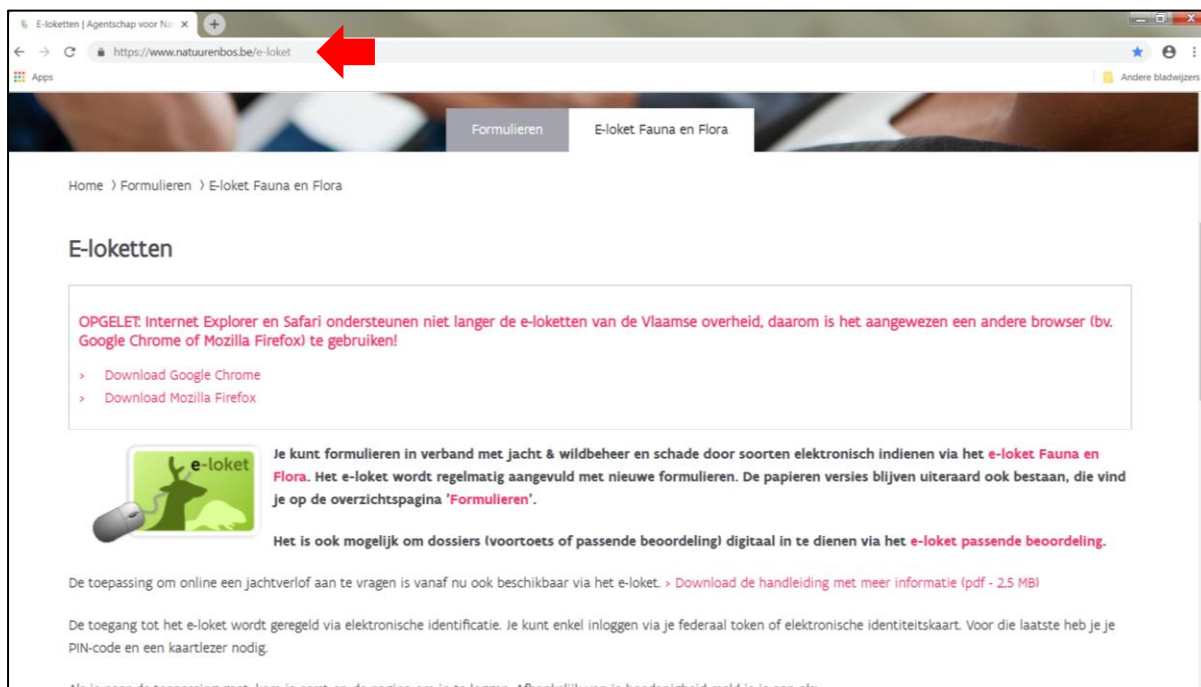 E-loketten | Agentschap voor Na
https://www.natuurenbos.be/e-loket
Apps
Andere bladwijzers
Formulieren
E-loket Fauna en Flora
Home > Formulieren > E-loket Fauna en Flora
E-loketten
OPGELET: Internet Explorer en Safari ondersteunen niet langer de e-loketten van de Vlaamse overheid, daarom is het aangewezen een andere browser (bv.
Google Chrome of Mozilla Firefox) te gebruiken!
> Download Google Chrome
> Download Mozilla Firefox
e-loket
Je kunt formulieren in verband met jacht & wildbeheer en schade door soorten elektronisch indienen via het e-loket Fauna en
Flora. Het e-loket wordt regelmatig aangevuld met nieuwe formulieren. De papieren versies blijven uiteraard ook bestaan, die vind
je op de overzichtspagina 'Formulieren'.
Het is ook mogelijk om dossiers (voortoets of passende beoordeling) digitaal in te dienen via het e-loket passende beoordeling.
De toepassing om online een jachtverlof aan te vragen is vanaf nu ook beschikbaar via het e-loket. > Download de handleiding met meer informatie (pdf - 2,5 MB)
De toegang tot het e-loket wordt geregeld via elektronische identificatie. Je kunt enkel inloggen via je federaal token of elektronische identiteitskaart. Voor die laatste heb je je
PIN-code en een kaartlezer nodig.